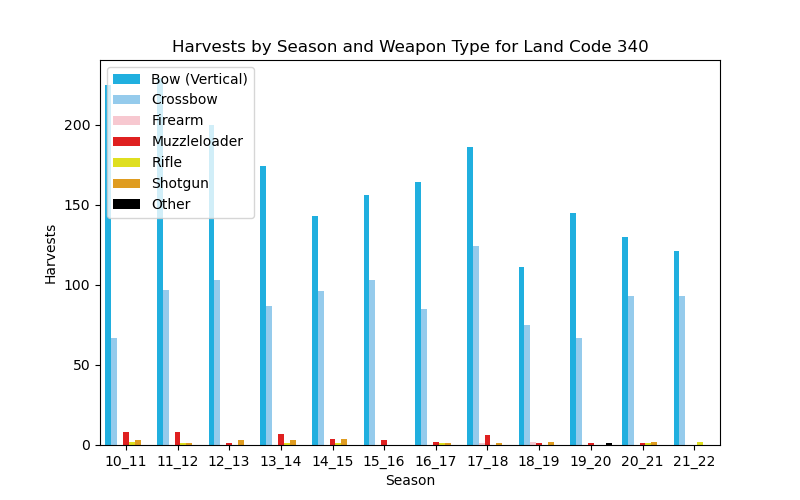 Harvests by Season and Weapon Type for Land Code 340
Bow (Vertical)
Crossbow
Firearm
Muzzleloader
Rifle
Shotgun
Other
Harvests
200
150
100
50
0
10_11 11_12 12_13 13_14 14_15 15_16 16_17 17_18 18_19 19_20 20_21 21_22
Season